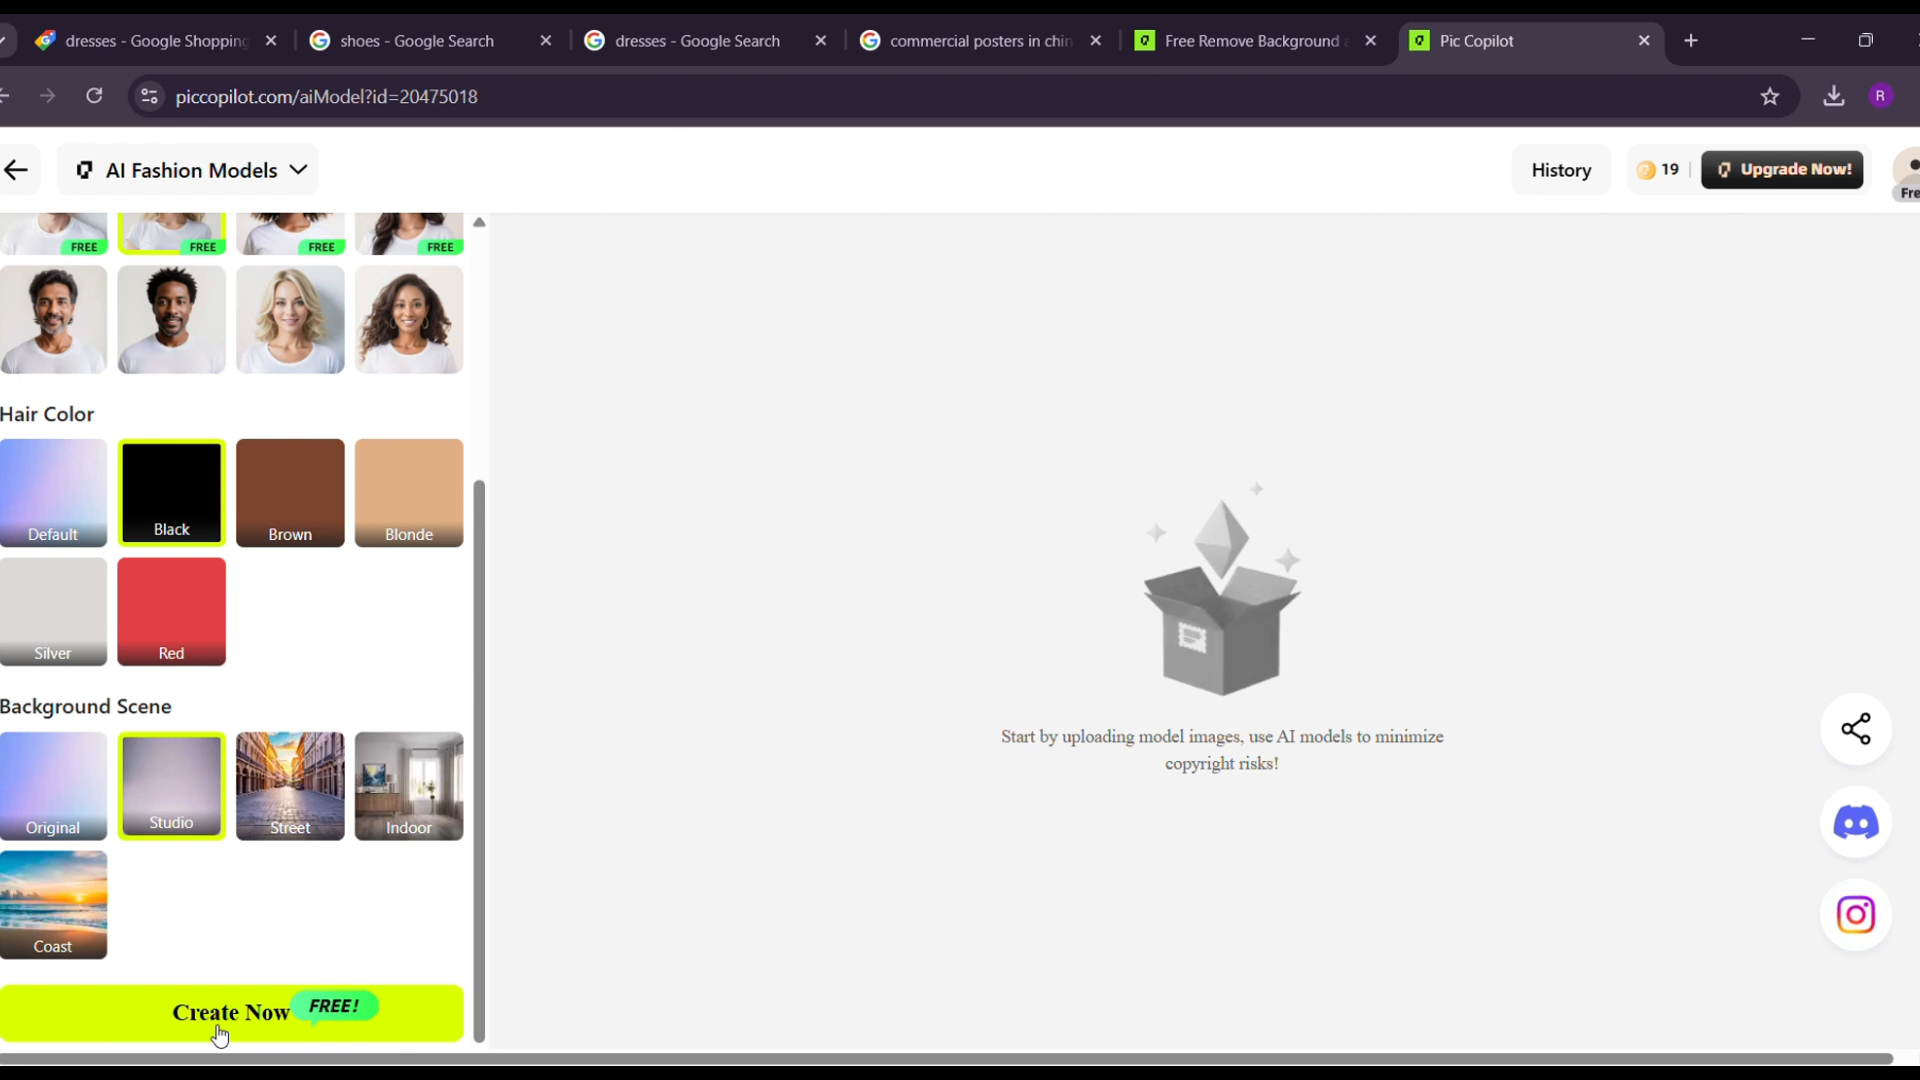 dresses - Google Shopping
shoes - Google Search
dresses - Google Search
commercial posters in chin
Free Remove Background
Pic Copilot
piccopilot.com/aiModel?id=20475018
R
AI Fashion Models
History
19
Upgrade Now!
Fre
FREE
FREE
FREE
FREE
Hair Color
Default
Black
Brown
Blonde
Silver
Red
Background Scene
Original
Studio
Street
Indoor
Coast
Create Now
FREE!
Start by uploading model images, use AI models to minimize
copyright risks!